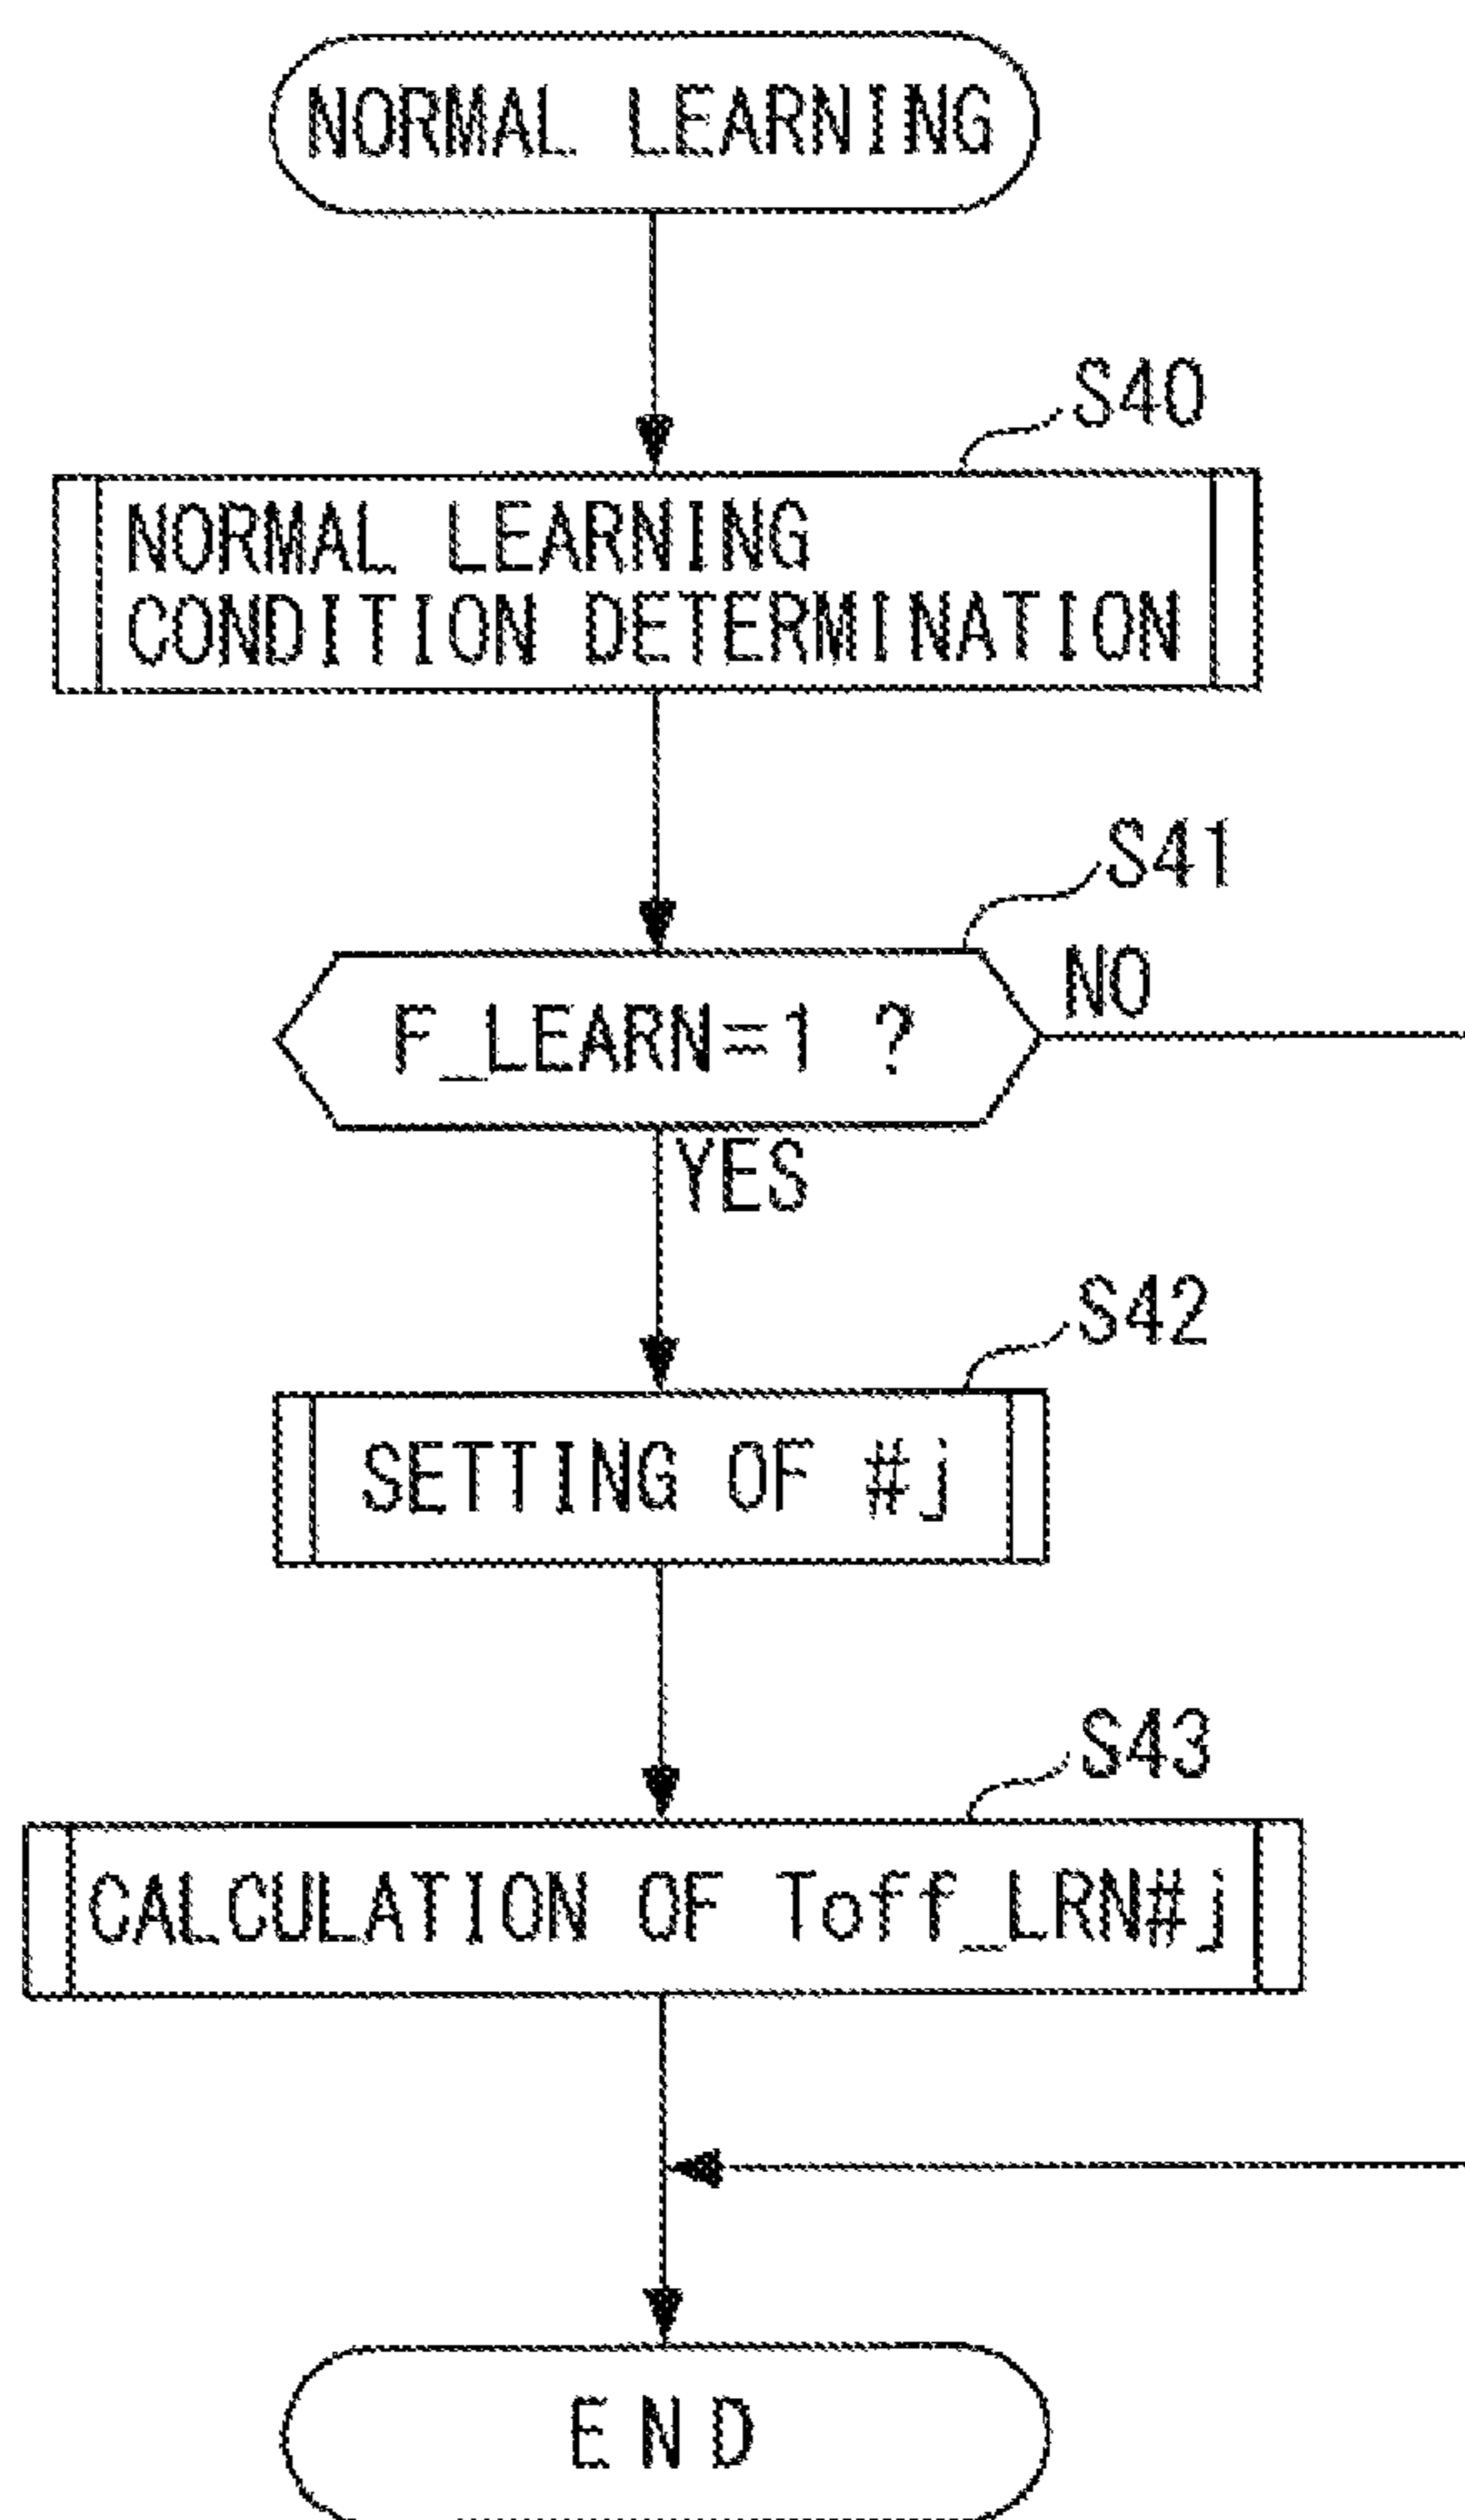 NORMAL LEARNING
S40
NORMAL LEARNING
CONDITION DETERMINATION
S41
F_LEARN=1 ?
NO
YES
S42
SETTING OF #j
S43
CALCULATION OF Toff_LRN#j
END